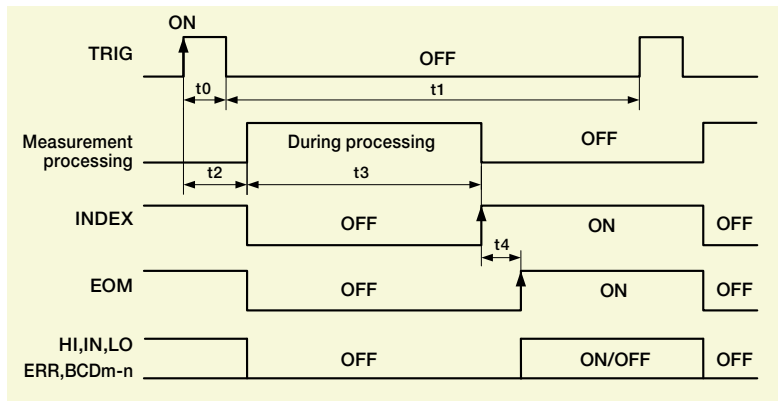 ON
TRIG
OFF
t0
t1
Measurement
processing
During processing
OFF
t2
t3
INDEX
OFF
ON
OFF
t4
EOM
OFF
ON
OFF
HI,IN,LO
ERR,BCDm-n
OFF
ON/OFF
OFF